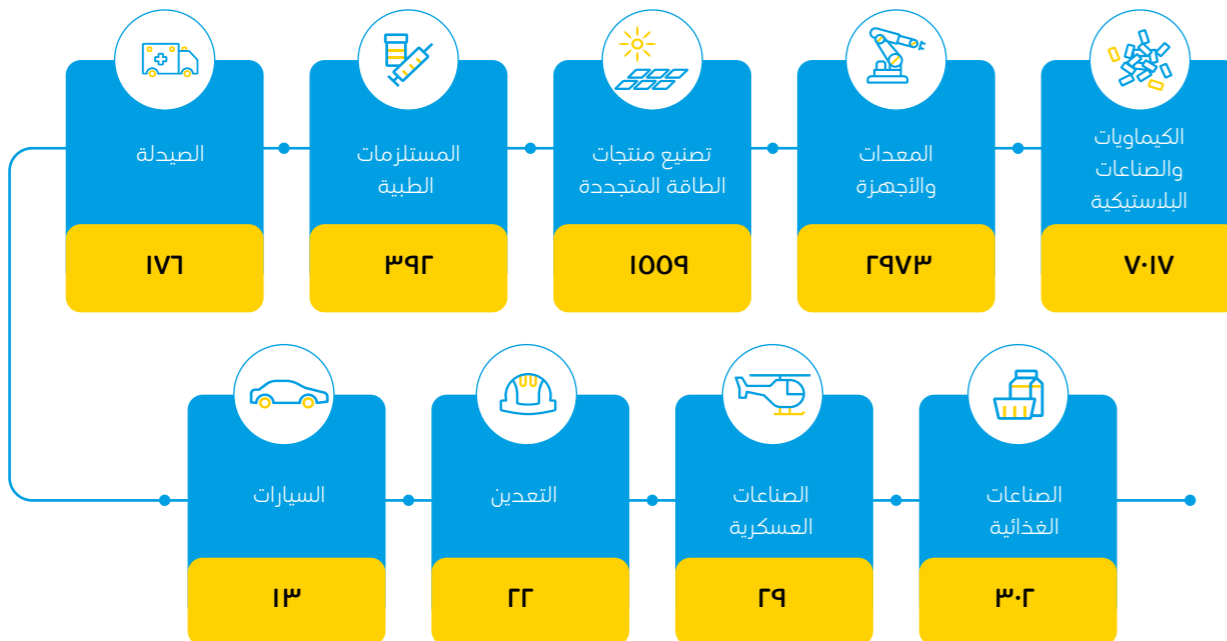 الكيماويات
والصناعات
البلاستيكية
٧٠١٧
المعدات
والأجهزة
٢٩٧٣
تصنيع منتجات
الطاقة المتجددة
١٥٥٩
المستلزمات
الطبية
٣٩٢
الصيدلة
١٧٦
الصناعات
الغذائية
٣٠٢
الصناعات
العسكرية
٢٩
التعدين
٢٢
السيارات
١٣